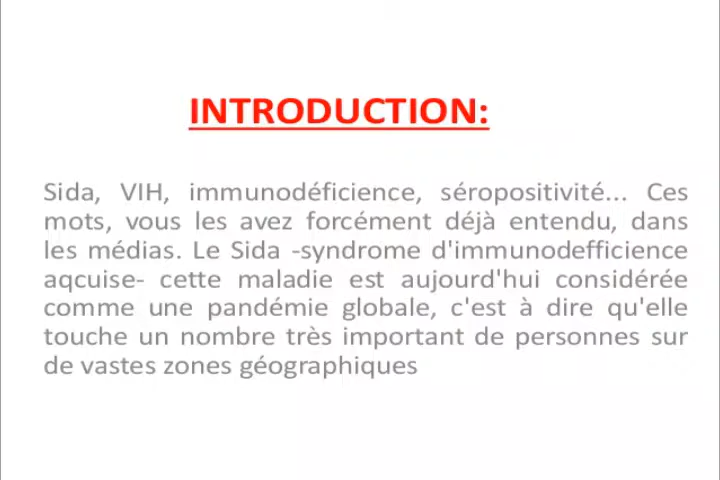 INTRODUCTION:
Sida, VIH, immunodéficience, séropositivité... Ces
mots, vous les avez forcément déjà entendu, dans
les médias. Le Sida -syndrome d'immunodefficience
aqcuise- cette maladie est aujourd'hui considérée
comme une pandémie globale, c'est à dire qu'elle
touche un nombre très important de personnes sur
de vastes zones géographiques